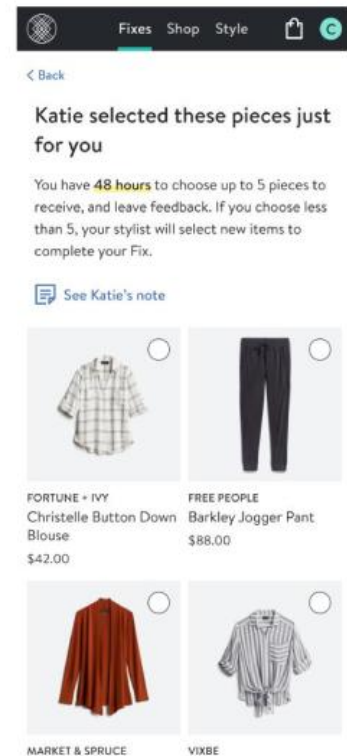 Fixes Shop Style C
< Back
Katie selected these pieces just
for you
You have 48 hours to choose up to 5 pieces to
receive, and leave feedback. If you choose less
than 5, your stylist will select new items to
complete your Fix.
See Katie's note
FORTUNE + IVY
Christelle Button Down
Blouse
$42.00
FREE PEOPLE
Barkley Jogger Pant
$88.00
MARKET & SPRUCE
VIXBE